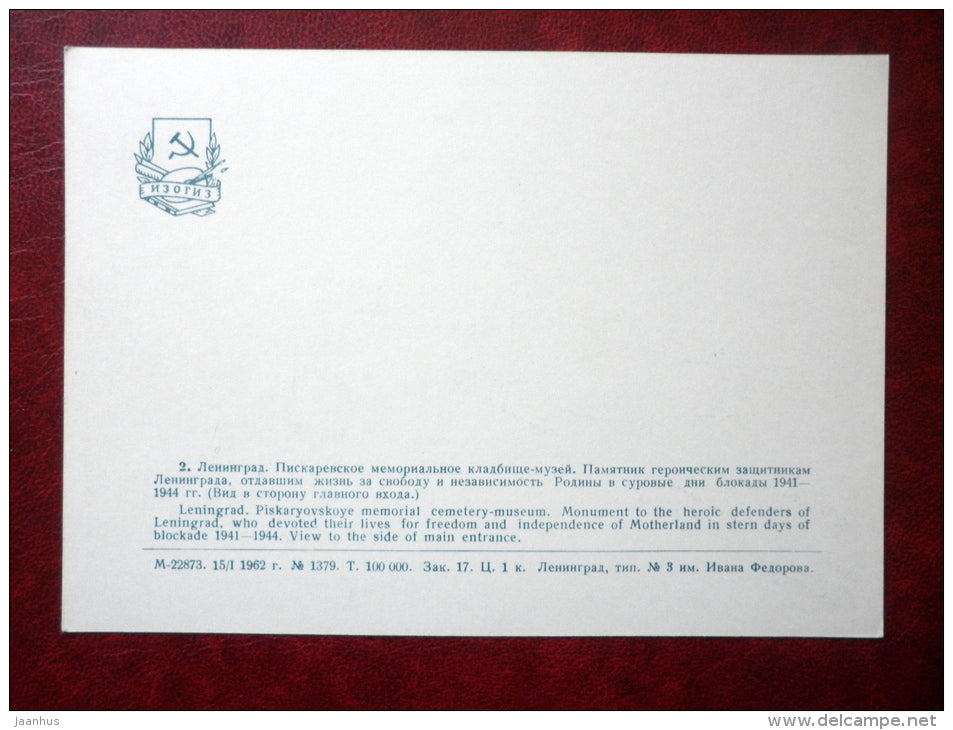 ИЗОГИЗ
2. Ленинград. Пискаревское мемориальное кладбище-музей. Памятник героическим защитникам
Ленинграда, отдавшим жизнь за свободу и независимость Родины в суровые дни блокады 1941—
1944 гг. (Вид в сторону главного входа.)
Leningrad. Piskaryovskoye memorial cemetery-museum. Monument to the heroic defenders of
Leningrad, who devoted their lives for freedom and independence of Motherland in stern days of
blockade 1941—1944. View to the side of main entrance.
М-22873. 15/I 1962 г. № 1379. Т. 100 000. Зак. 17. Ц. 1 к. Ленинград, тип. № 3 им. Ивана Федорова.
jaanhus
www.delcampe.net